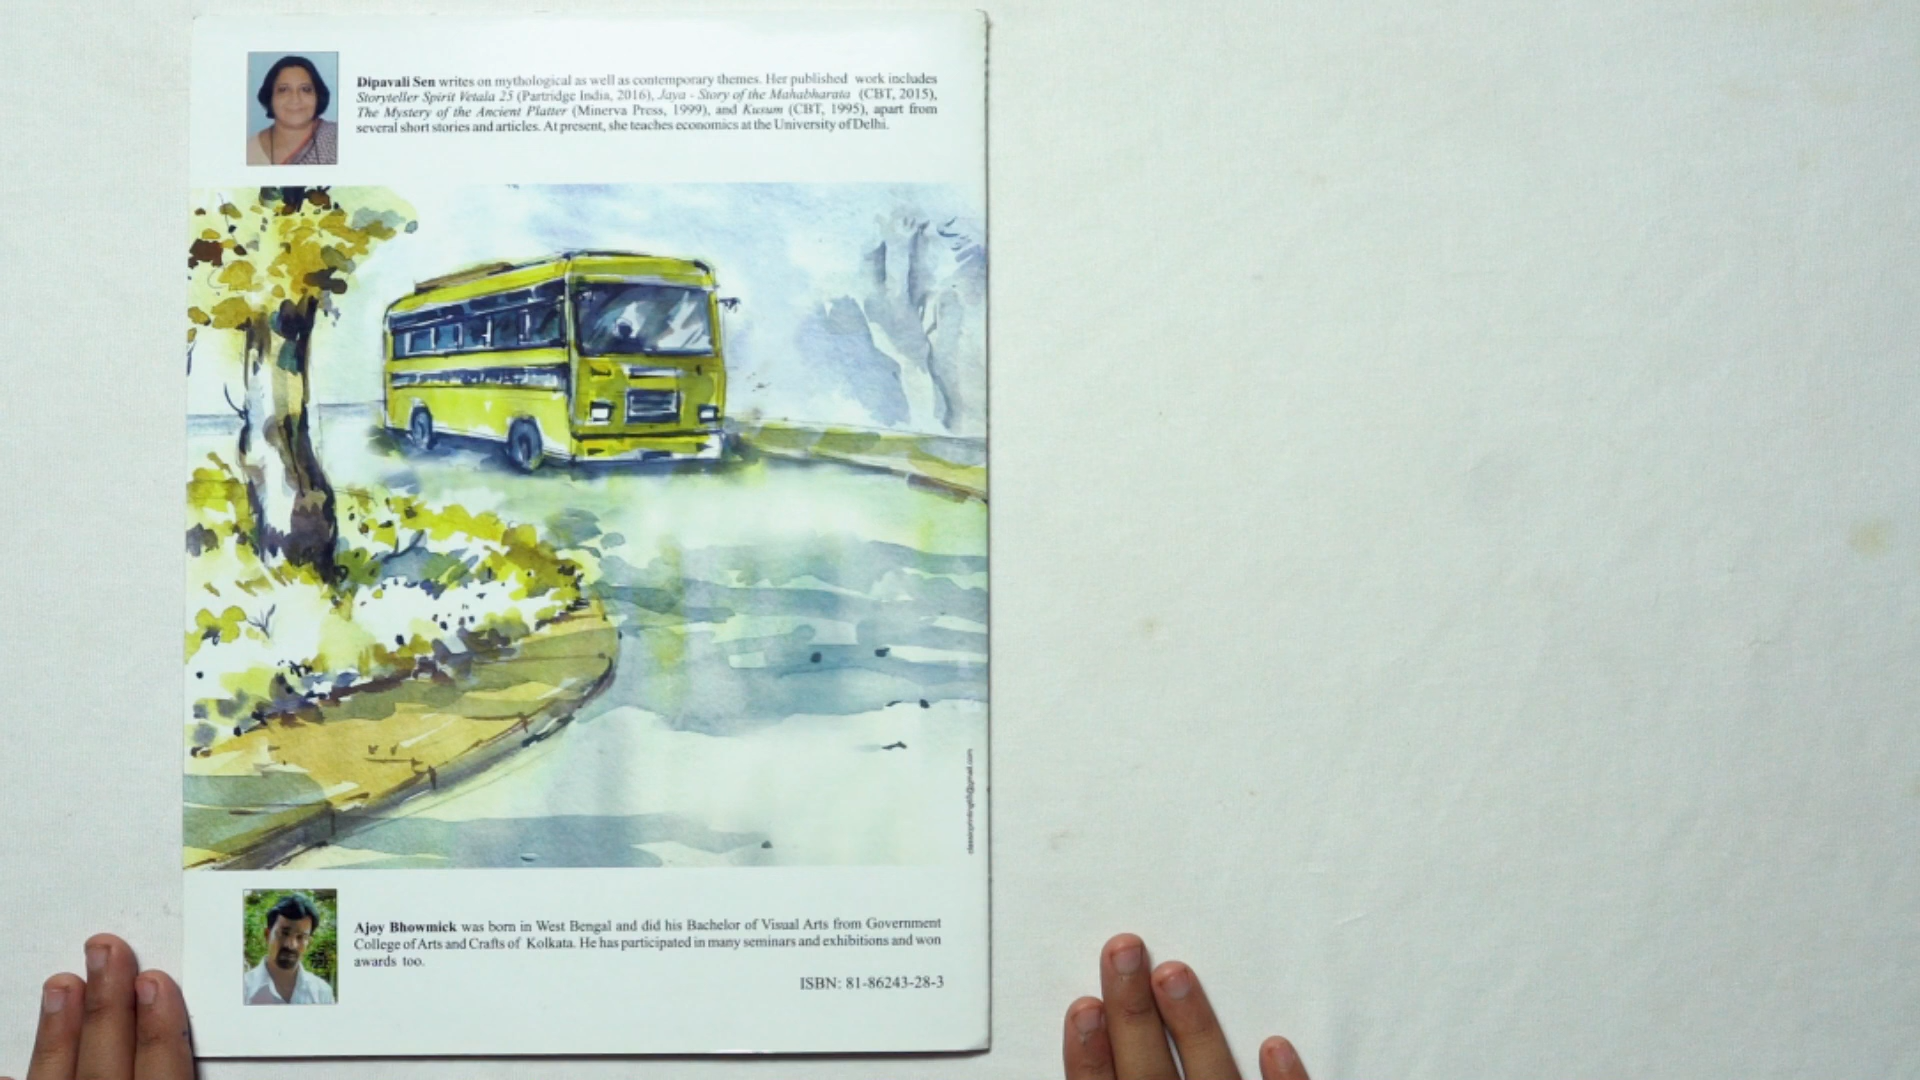 Dipavali Sen writes on mythological as well as contemporary themes. Her published work includes
Storyteller Spirit Vetala 25 (Partridge India, 2016), Jaya - Story of the Mahabharata (CBT, 2015),
The Mystery of the Ancient Platter (Minerva Press, 1999), and Kusum (CBT, 1995), apart from
several short stories and articles. At present, she teaches economics at the University of Delhi.
Ajoy Bhowmick was born in West Bengal and did his Bachelor of Visual Arts from Government
College of Arts and Crafts of Kolkata. He has participated in many seminars and exhibitions and won
awards too.
ISBN: 81-86243-28-3